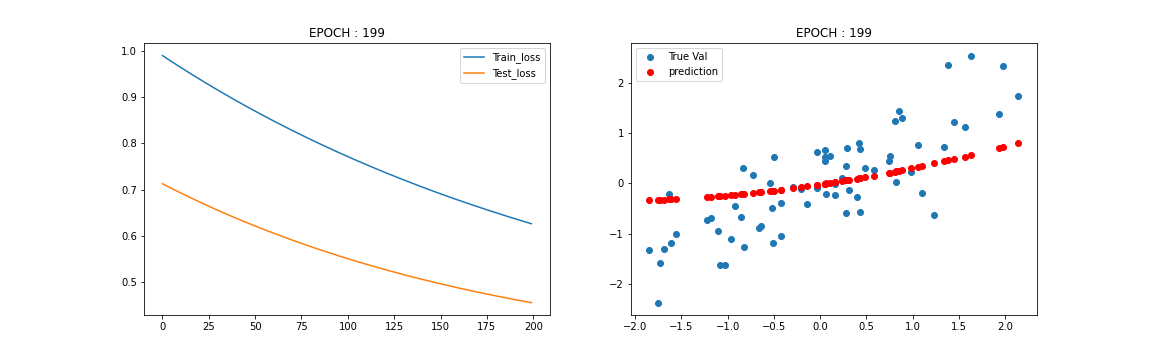 EPOCH : 199
1.0
0.9
0.8
0.7
0.6
0.5
0 25 50 75 100 125 150 175 200
Train_loss
Test_loss
EPOCH : 199
True Val
prediction
2
1
0
−1
−2
−2.0 −1.5 −1.0 −0.5 0.0 0.5 1.0 1.5 2.0